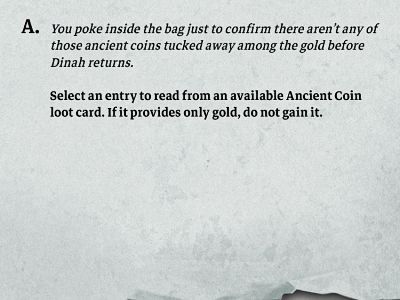 A. You poke inside the bag just to confirm there aren't any of
those ancient coins tucked away among the gold before
Dinah returns.
Select an entry to read from an available Ancient Coin
loot card. If it provides only gold, do not gain it.